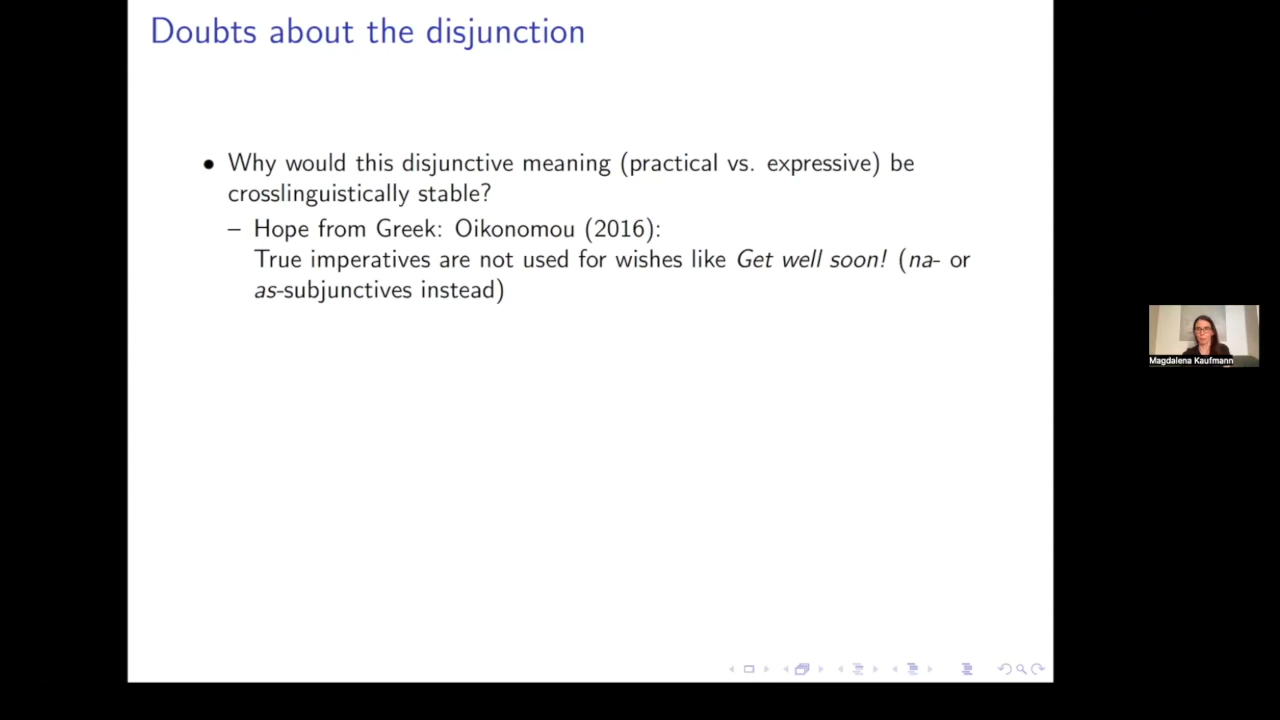 Doubts about the disjunction
• Why would this disjunctive meaning (practical vs. expressive) be
crosslinguistically stable?
– Hope from Greek: Oikonomou (2016):
True imperatives are not used for wishes like Get well soon! (na- or
as-subjunctives instead)
Magdalena Kaufmann